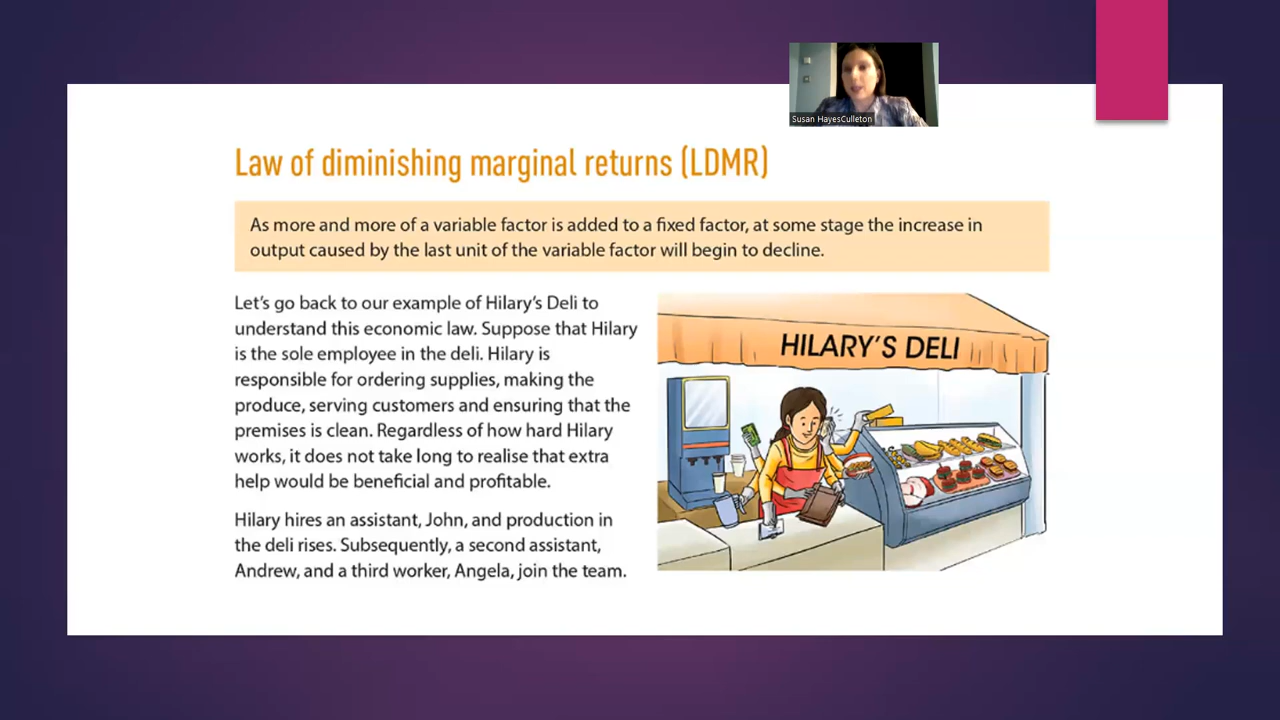 Susan HayesCulleton
Law of diminishing marginal returns (LDMR)
As more and more of a variable factor is added to a fixed factor, at some stage the increase in
output caused by the last unit of the variable factor will begin to decline.
Let's go back to our example of Hilary's Deli to
understand this economic law. Suppose that Hilary
is the sole employee in the deli. Hilary is
responsible for ordering supplies, making the
produce, serving customers and ensuring that the
premises is clean. Regardless of how hard Hilary
works, it does not take long to realise that extra
help would be beneficial and profitable.
Hilary hires an assistant, John, and production in
the deli rises. Subsequently, a second assistant,
Andrew, and a third worker, Angela, join the team.
HILARY'S DELI